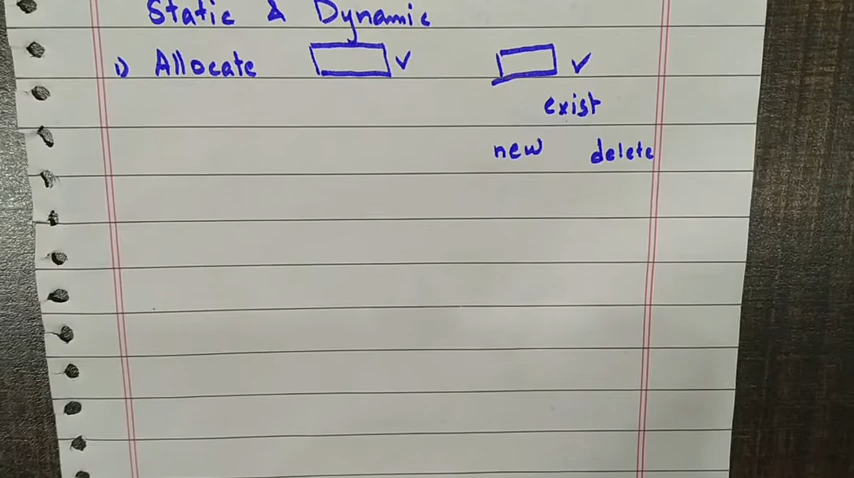 Static & Dynamic
1) Allocate ✓ ✓
exist
new delete